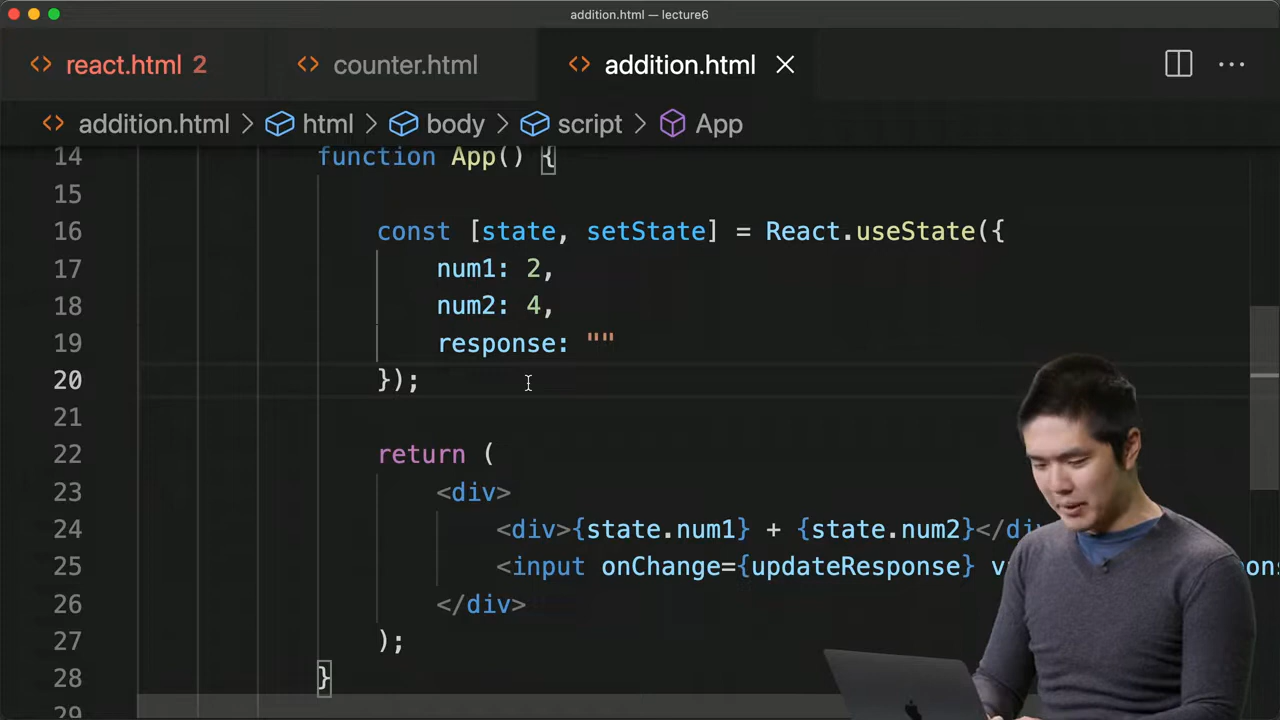 addition.html — lecture6
react.html 2 counter.html addition.html
addition.html > html > body > script > App
14 function App() {
15
16 const [state, setState] = React.useState({
17 num1: 2,
18 num2: 4,
19 response: ""
20 });
21
22 return (
23 <div>
24 <div>{state.num1} + {state.num2}</di
25 <input onChange={updateResponse} v
26 </div>
27 );
28 }
29